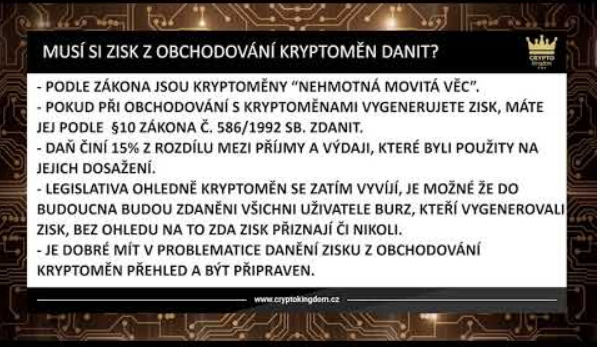 MUSÍ SI ZISK Z OBCHODOVÁNÍ KRYPTOMĚN DANIT?
CRYPTO
kingdom
- PODLE ZÁKONA JSOU KRYPTOMĚNY “NEHMOTNÁ MOVITÁ VĚC”.
- POKUD PŘI OBCHODOVÁNÍ S KRYPTOMĚNAMI VYGENERUJETE ZISK, MÁTE
JEJ PODLE §10 ZÁKONA Č. 586/1992 SB. ZDANIT.
- DAŇ ČINÍ 15% Z ROZDÍLU MEZI PŘÍJMY A VÝDAJI, KTERÉ BYLI POUŽITY NA
JEJICH DOSAŽENÍ.
- LEGISLATIVA OHLEDNĚ KRYPTOMĚN SE ZATÍM VYVÍJÍ, JE MOŽNÉ ŽE DO
BUDOUCNA BUDOU ZDANĚNI VŠICHNI UŽIVATELE BURZ, KTEŘÍ VYGENEROVALI
ZISK, BEZ OHLEDU NA TO ZDA ZISK PŘIZNAJÍ ČI NIKOLI.
- JE DOBRÉ MÍT V PROBLEMATICE DANĚNÍ ZISKU Z OBCHODOVÁNÍ
KRYPTOMĚN PŘEHLED A BÝT PŘIPRAVEN.
www.cryptokingdom.cz